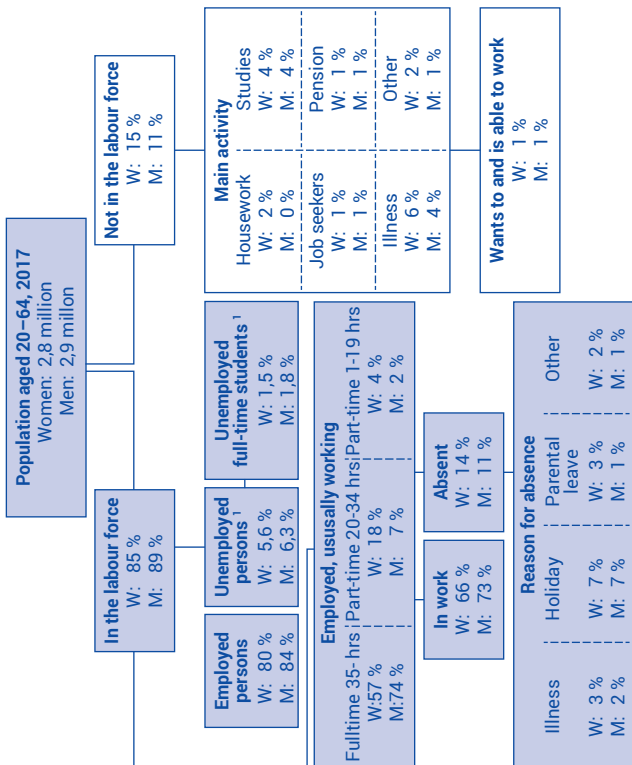 Population aged 20–64, 2017
Women: 2,8 million
Men: 2,9 millon
In the labour force
W: 85 %
M: 89 %
Not in the labour force
W: 15 %
M: 11 %
Employed
persons
W: 80 %
M: 84 %
Unemployed
persons ¹
W: 5,6 %
M: 6,3 %
Unemployed
full-time students ¹
W: 1,5 %
M: 1,8 %
Main activity
Housework
W: 2 %
M: 0 %
Studies
W: 4 %
M: 4 %
Job seekers
W: 1 %
M: 1 %
Pension
W: 1 %
M: 1 %
Illness
W: 6 %
M: 4 %
Other
W: 2 %
M: 1 %
Employed, ususally working
Fulltime 35- hrs
W:57 %
M:74 %
Part-time 20-34 hrs
W: 18 %
M: 7 %
Part-time 1-19 hrs
W: 4 %
M: 2 %
Wants to and is able to work
W: 1 %
M: 1 %
In work
W: 66 %
M: 73 %
Absent
W: 14 %
M: 11 %
Reason for absence
Illness
W: 3 %
M: 2 %
Holiday
W: 7 %
M: 7 %
Parental
leave
W: 3 %
M: 1 %
Other
W: 2 %
M: 1 %